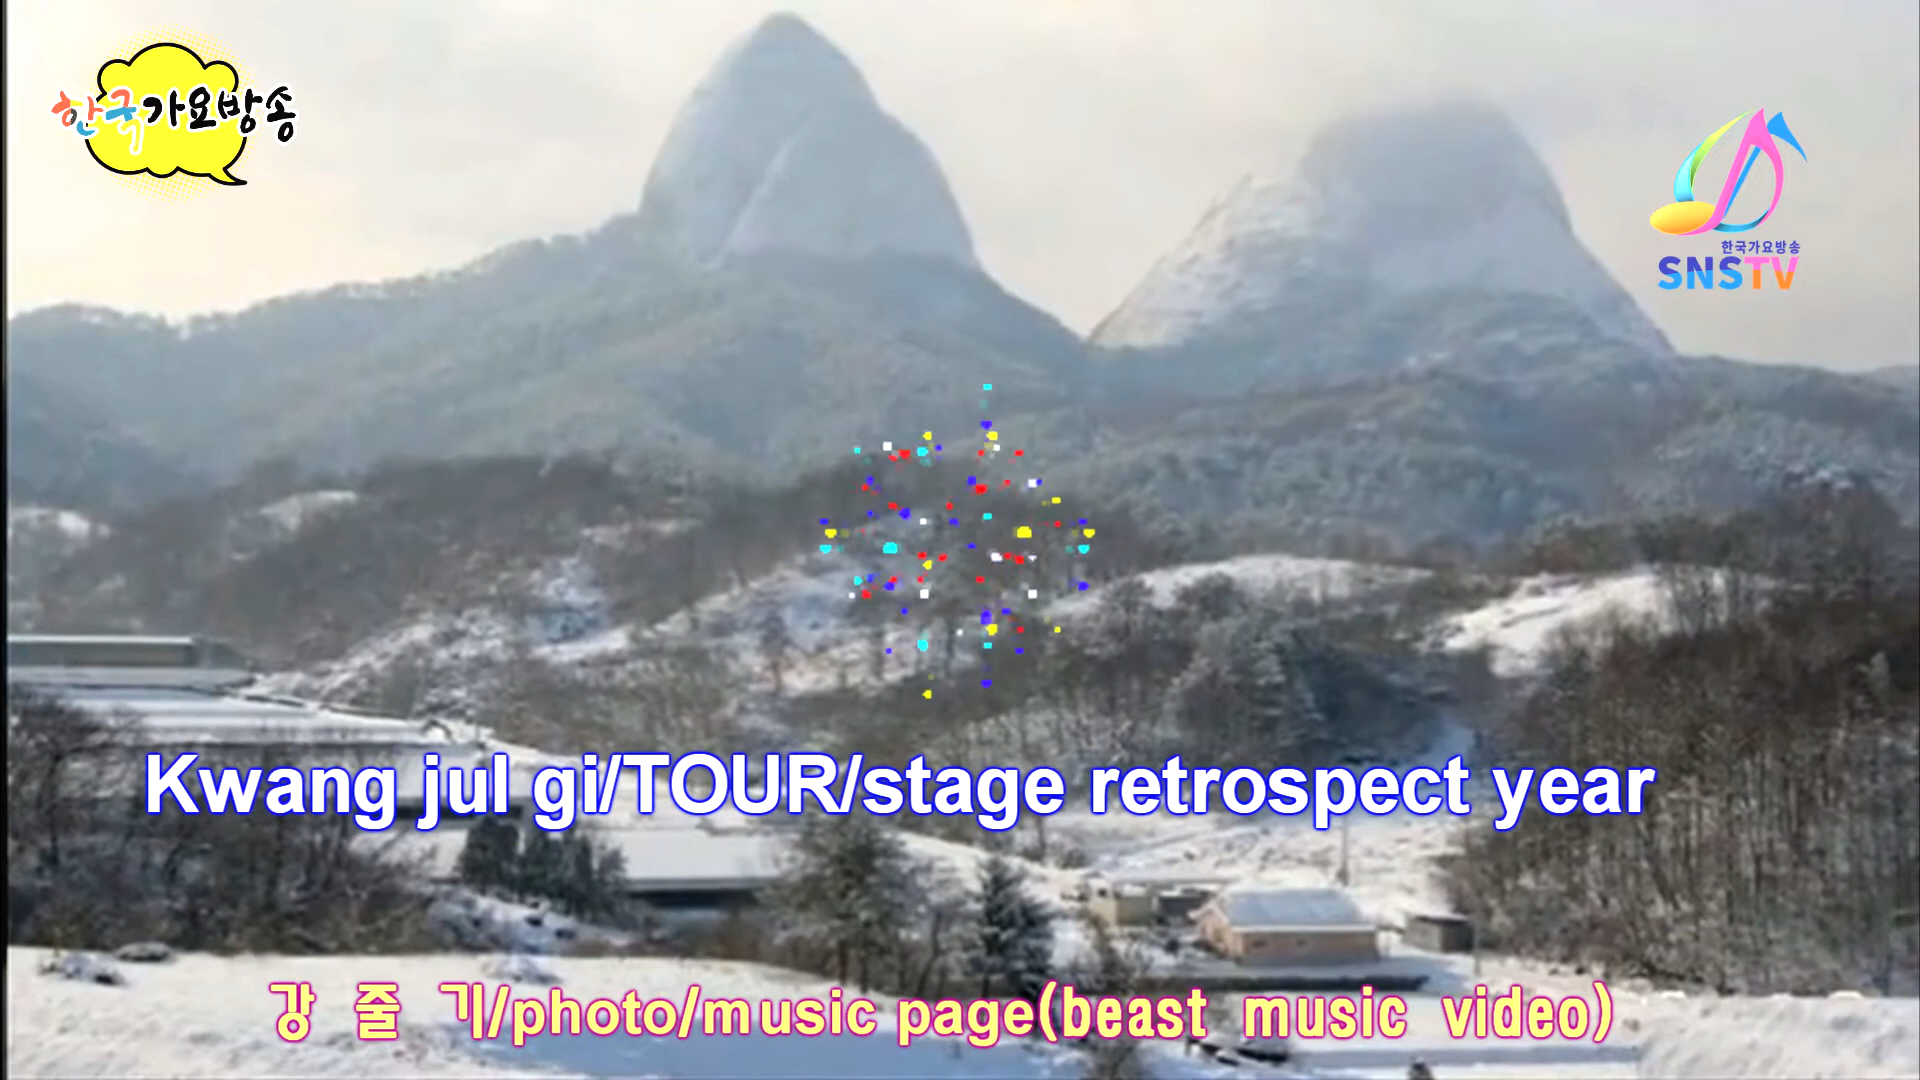 한국가요방송
한국가요방송
SNSTV
Kwang jul gi/TOUR/stage retrospect year
강 줄 기/photo/music page(beast music video)